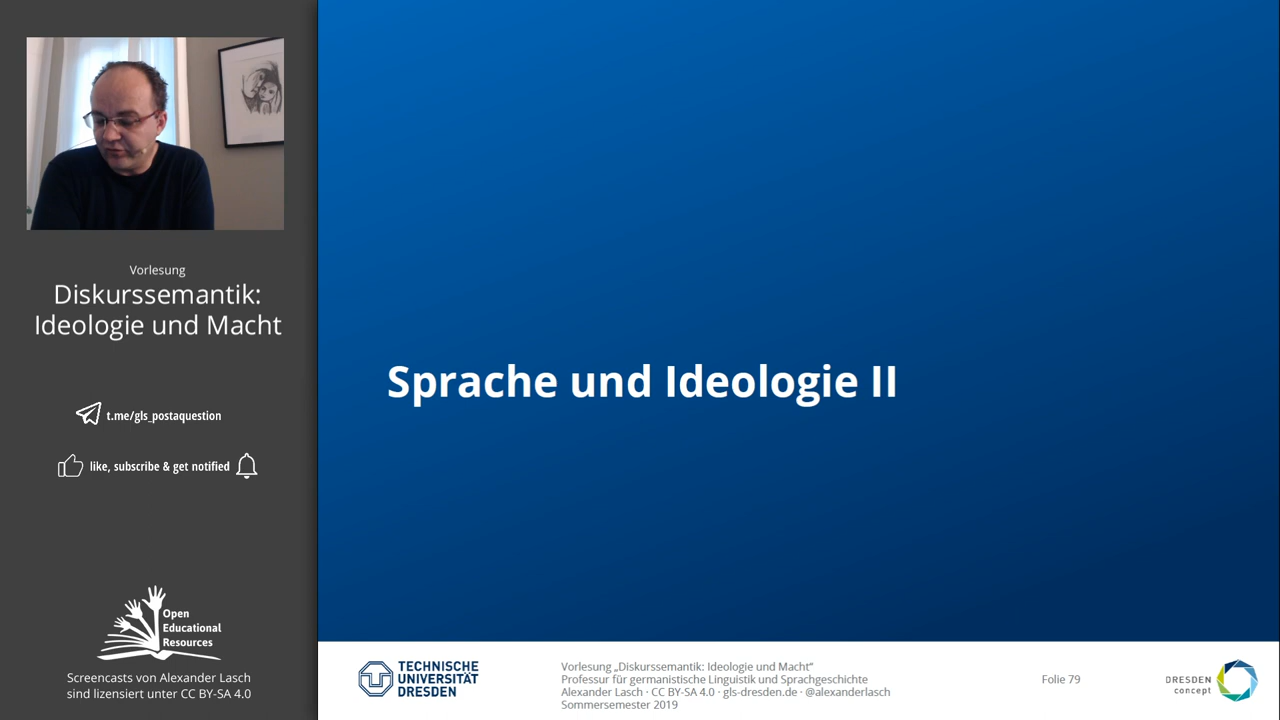 Vorlesung
Diskurssemantik:
Ideologie und Macht
t.me/gls_postaquestion
like, subscribe & get notified
Open
Educational
Resources
Screencasts von Alexander Lasch
sind lizensiert unter CC BY-SA 4.0
Sprache und Ideologie II
TECHNISCHE
UNIVERSITÄT
DRESDEN
Vorlesung „Diskurssemantik: Ideologie und Macht“
Professur für germanistische Linguistik und Sprachgeschichte
Alexander Lasch · CC BY-SA 4.0 · gls-dresden.de · @alexanderlasch
Sommersemester 2019
Folie 79
DRESDEN
concept